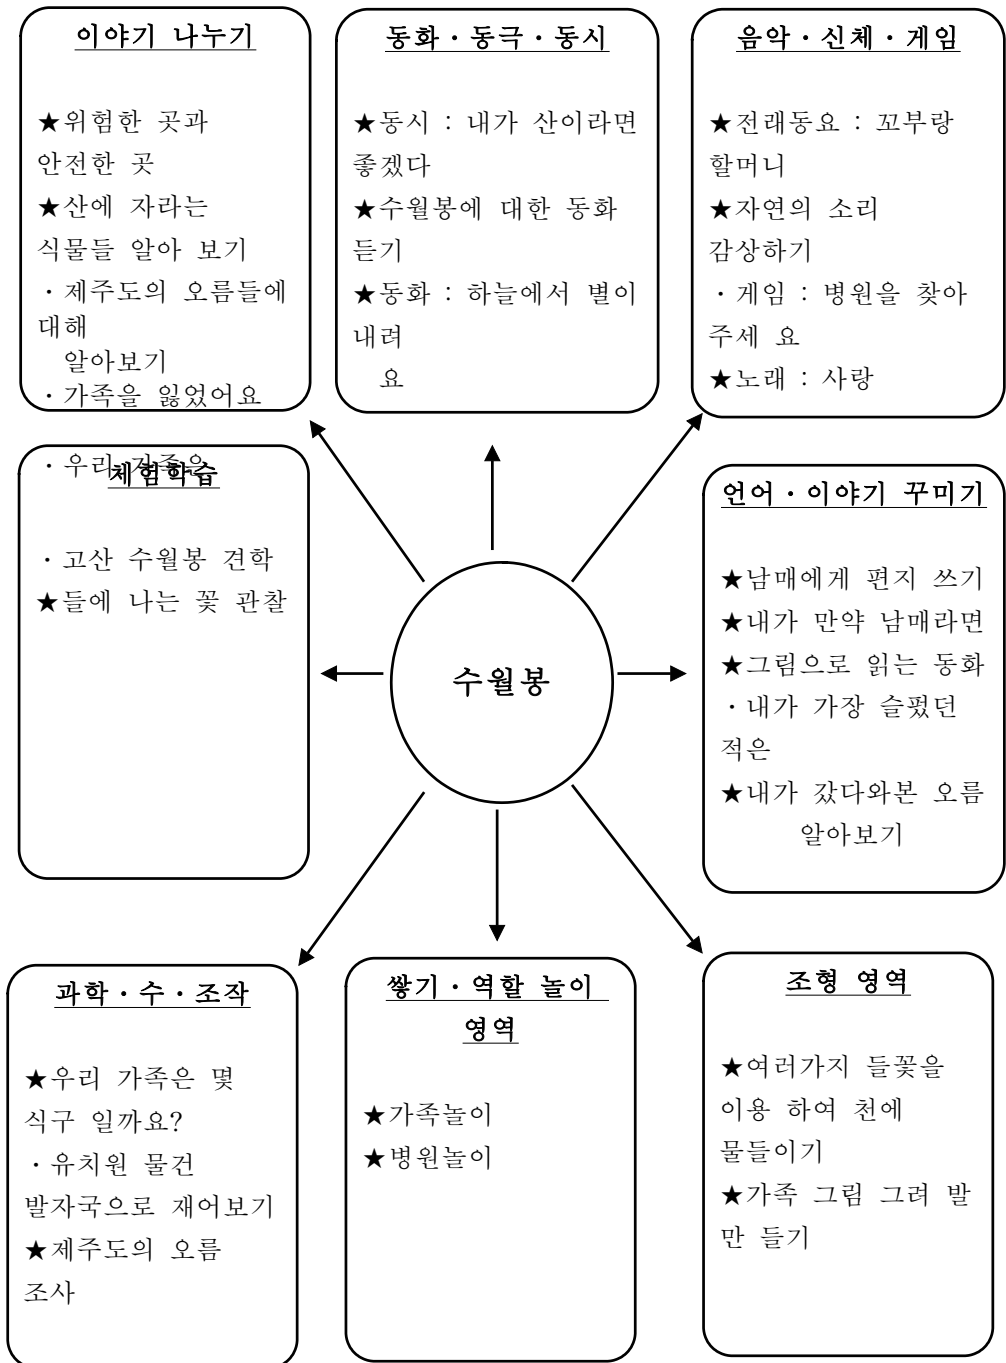 이야기 나누기
★위험한 곳과
안전한 곳
★산에 자라는
식물들 알아 보기
·제주도의 오름들에
대해
알아보기
·가족을 잃었어요
·우리 가족은
동화·동극·동시
★동시 : 내가 산이라면
좋겠다
★수월봉에 대한 동화
듣기
★동화 : 하늘에서 별이
내려
요
음악·신체·게임
★전래동요 : 꼬부랑
할머니
★자연의 소리
감상하기
·게임 : 병원을 찾아
주세 요
★노래 : 사랑
체험학습
·고산 수월봉 견학
★들에 나는 꽃 관찰
수월봉
언어·이야기 꾸미기
★남매에게 편지 쓰기
★내가 만약 남매라면
★그림으로 읽는 동화
·내가 가장 슬펐던
적은
★내가 갔다와본 오름
알아보기
과학·수·조작
★우리 가족은 몇
식구 일까요?
·유치원 물건
발자국으로 재어보기
★제주도의 오름
조사
쌓기·역할 놀이
영역
★가족놀이
★병원놀이
조형 영역
★여러가지 들꽃을
이용 하여 천에
물들이기
★가족 그림 그려 발
만 들기